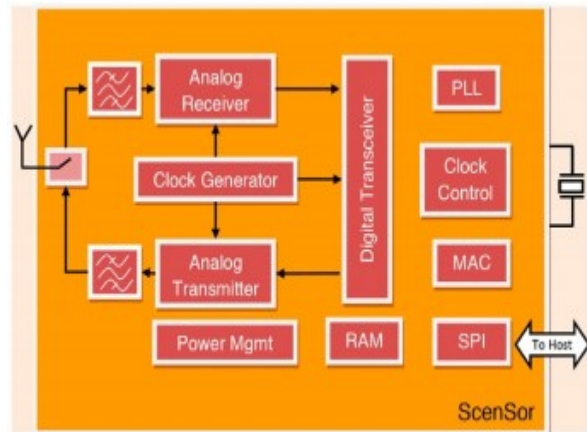 Analog
Receiver
PLL
Clock Generator
Digital Transceiver
Clock
Control
Analog
Transmitter
MAC
Power Mgmt
RAM
SPI
To Host
ScenSor